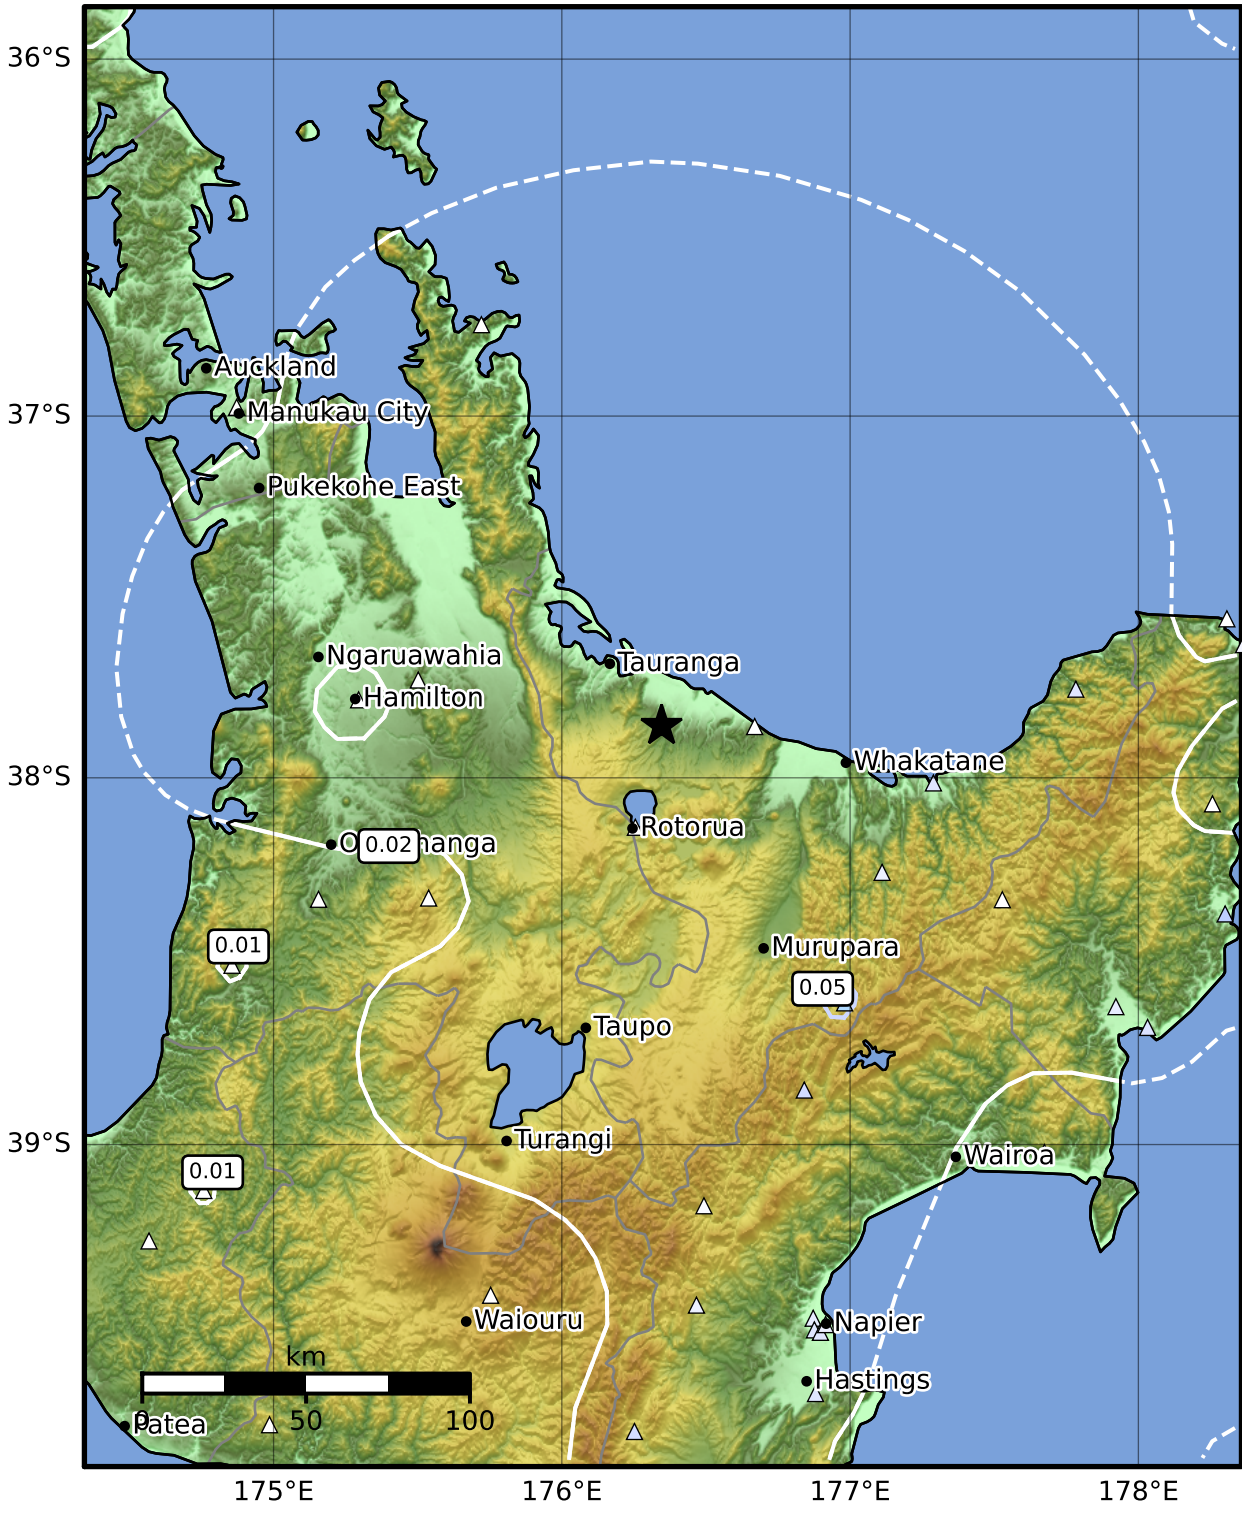 36°S
Auckland
37°S
Manukau City
Pukekohe East
Ngaruawahia
Tauranga
Hamilton
38°S
Whakatane
Rotorua
0.02
0.01
Murupara
0.05
Taupo
39°S
Turangi
Wairoa
0.01
Waiouru
Napier
km
Hastings
0 50 100
Patea
175°E 176°E 177°E 178°E